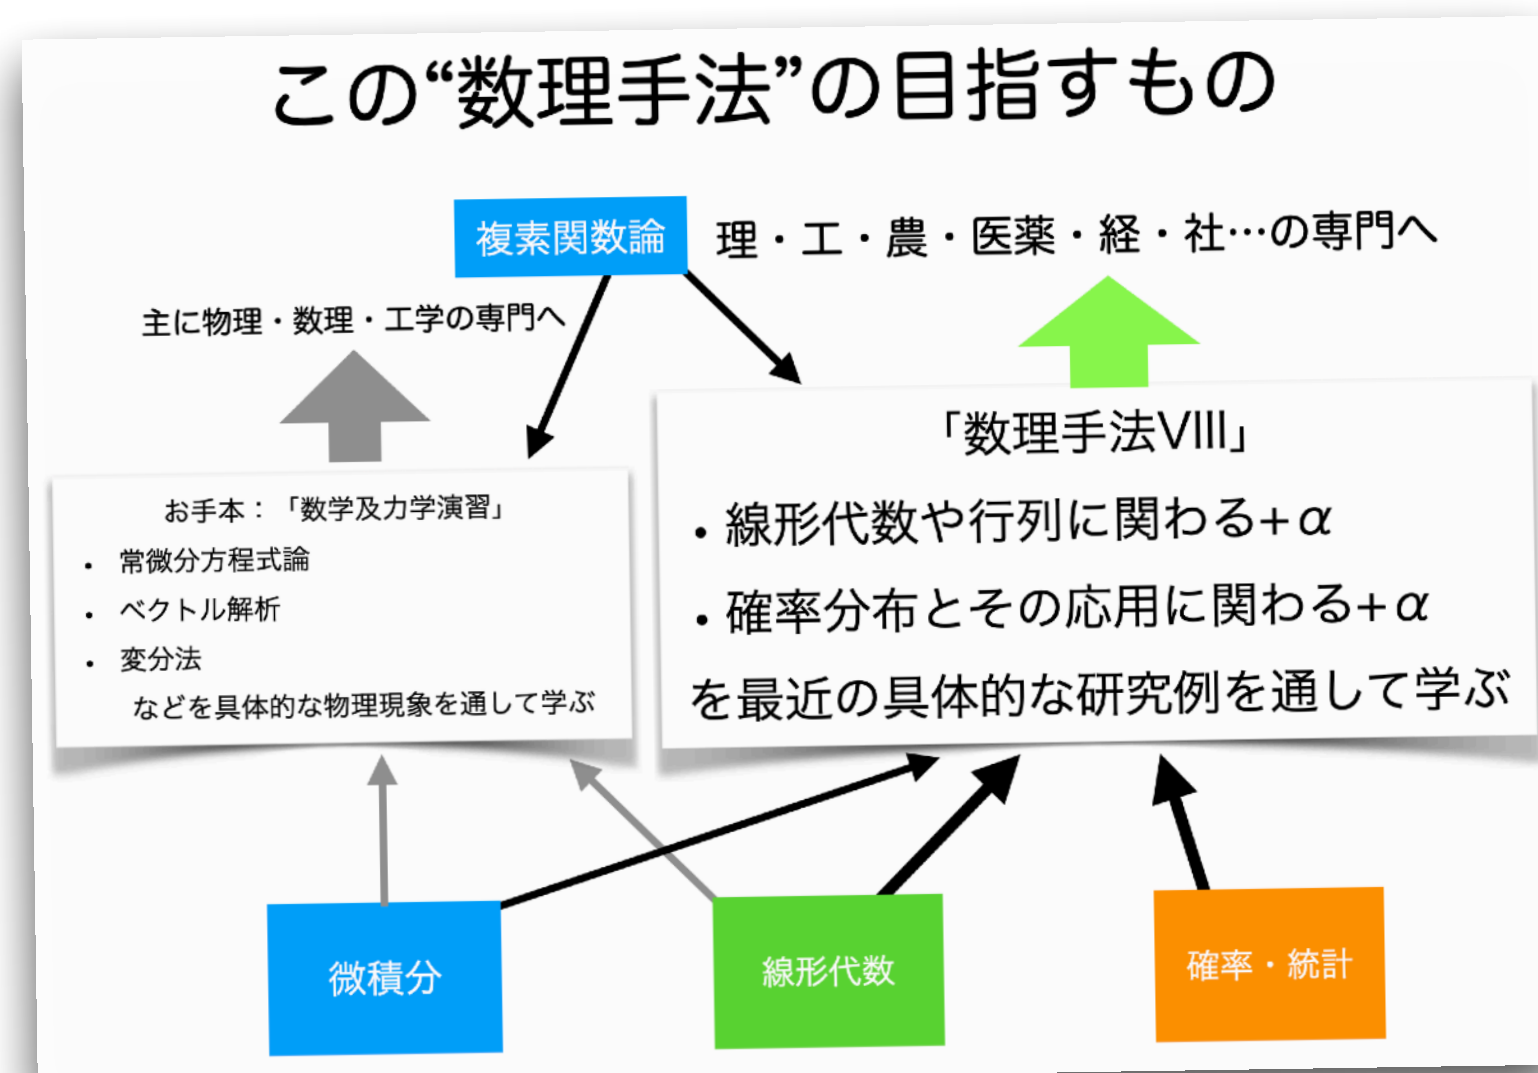 この“数理手法”の目指すもの
複素関数論
理・工・農・医薬・経・社…の専門へ
主に物理・数理・工学の専門へ
お手本：「数学及力学演習」
• 常微分方程式論
• ベクトル解析
• 変分法
などを具体的な物理現象を通して学ぶ
「数理手法VIII」
• 線形代数や行列に関わる+α
• 確率分布とその応用に関わる+α
を最近の具体的な研究例を通して学ぶ
微積分
線形代数
確率・統計